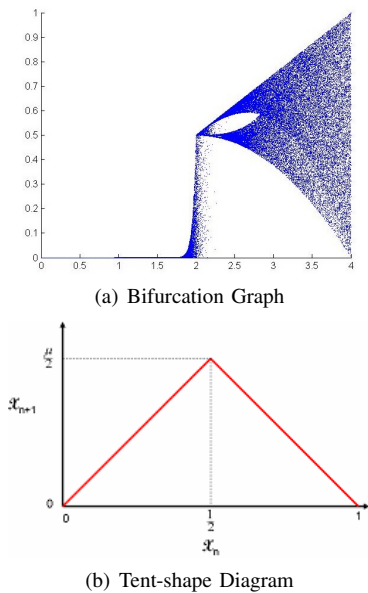 1
0.9
0.8
0.7
0.6
0.5
0.4
0.3
0.2
0.1
0
0 0.5 1 1.5 2 2.5 3 3.5 4
(a) Bifurcation Graph
μ
2
x_{n+1}
0
0 1/2 1
x_n
(b) Tent-shape Diagram